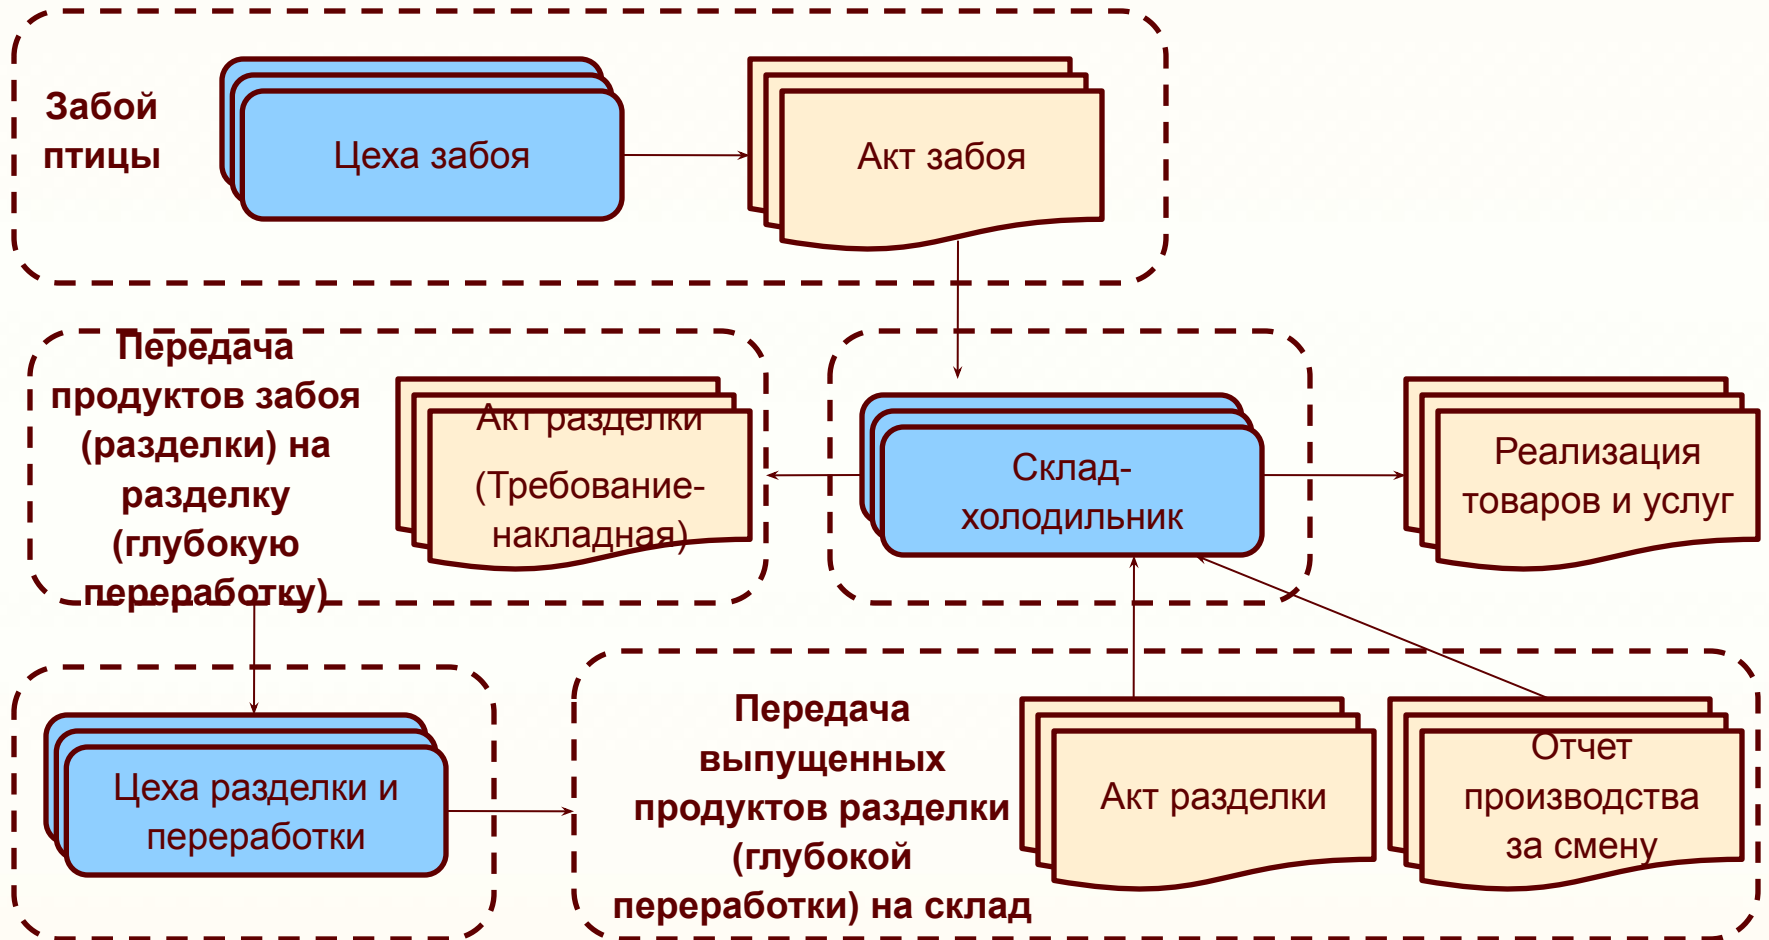 Забой
птицы
Цеха забоя
Акт забоя
Передача
продуктов забоя
(разделки) на
разделку
(глубокую
переработку)
Акт разделки
(Требование-
накладная)
Склад-
холодильник
Реализация
товаров и услуг
Цеха разделки и
переработки
Передача
выпущенных
продуктов разделки
(глубокой
переработки) на склад
Акт разделки
Отчет
производства
за смену